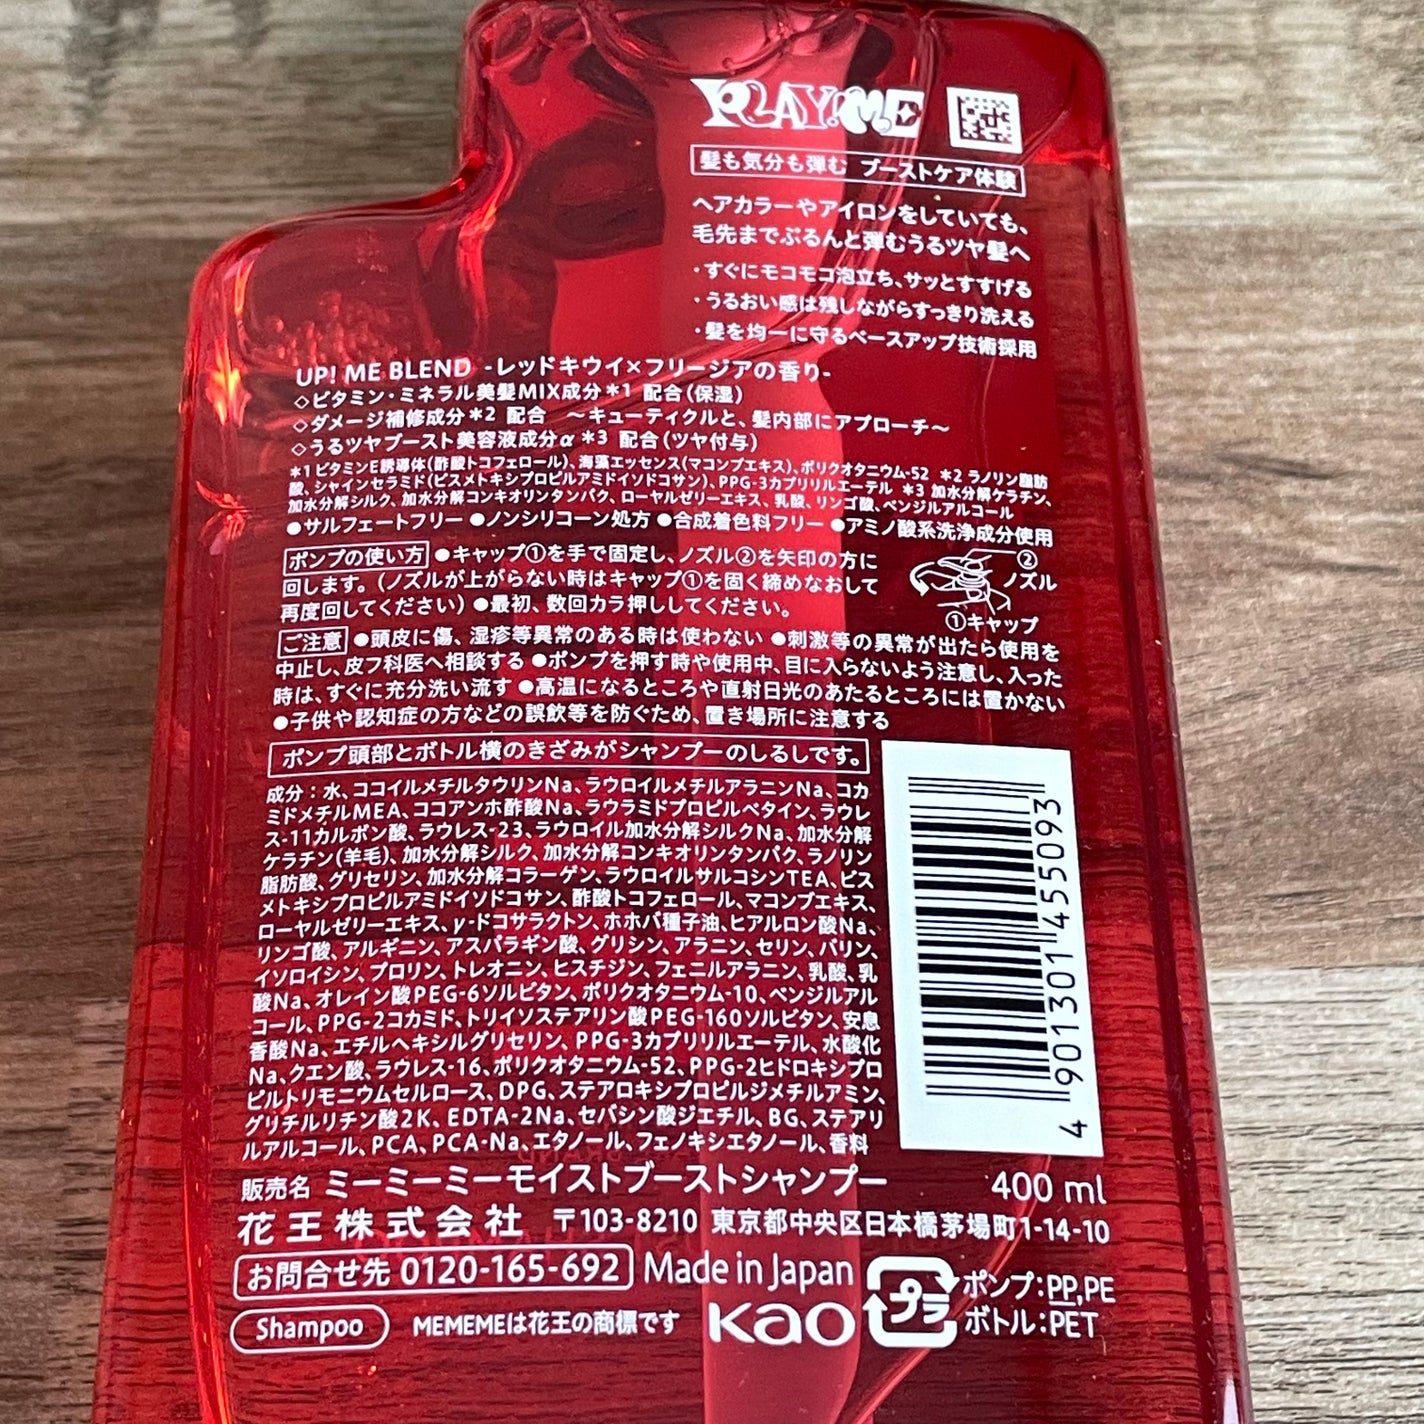 PLAY! ME
髪も気分も弾む ブーストケア体験
ヘアカラーやアイロンをしていても、
毛先までぷるんと弾むうるツヤ髪へ
・すぐにモコモコ泡立ち、サッとすすげる
・うるおい感は残しながらすっきり洗える
・髪を均一に守るベースアップ技術採用
UP! ME BLEND -レッドキウイ×フリージアの香り-
◇ビタミン・ミネラル美髪MIX成分*1 配合(保湿)
◇ダメージ補修成分*2 配合 ～キューティクルと、髪内部にアプローチ～
◇うるツヤブースト美容液成分α*3 配合(ツヤ付与)
*1 ビタミンE誘導体(酢酸トコフェロール)、海藻エッセンス(マコンブエキス)、ポリクオタニウム-52 *2 ラノリン脂肪
酸、シャインセラミド(ビスメトキシプロピルアミドイソドコサン)、PPG-3カプリリルエーテル *3 加水分解ケラチン、
加水分解シルク、加水分解コンキオリンタンパク、ローヤルゼリーエキス、乳酸、リンゴ酸、ベンジルアルコール
●サルフェートフリー ●ノンシリコーン処方 ●合成着色料フリー ●アミノ酸系洗浄成分使用
ポンプの使い方 ●キャップ①を手で固定し、ノズル②を矢印の方に
回します。(ノズルが上がらない時はキャップ①を固く締めなおして
再度回してください) ●最初、数回カラ押ししてください。
②
ノズル
①キャップ
ご注意 ●頭皮に傷、湿疹等異常のある時は使わない ●刺激等の異常が出たら使用を
中止し、皮フ科医へ相談する ●ポンプを押す時や使用中、目に入らないよう注意し、入った
時は、すぐに充分洗い流す ●高温になるところや直射日光のあたるところには置かない
●子供や認知症の方などの誤飲等を防ぐため、置き場所に注意する
ポンプ頭部とボトル横のきざみがシャンプーのしるしです。
成分：水、ココイルメチルタウリンNa、ラウロイルメチルアラニンNa、コカ
ミドメチルMEA、ココアンホ酢酸Na、ラウラミドプロピルベタイン、ラウレ
ス-11カルボン酸、ラウレス-23、ラウロイル加水分解シルクNa、加水分解
ケラチン(羊毛)、加水分解シルク、加水分解コンキオリンタンパク、ラノリン
脂肪酸、グリセリン、加水分解コラーゲン、ラウロイルサルコシンTEA、ビス
メトキシプロピルアミドイソドコサン、酢酸トコフェロール、マコンブエキス、
ローヤルゼリーエキス、γ-ドコサラクトン、ホホバ種子油、ヒアルロン酸Na、
リンゴ酸、アルギニン、アスパラギン酸、グリシン、アラニン、セリン、バリン、
イソロイシン、プロリン、トレオニン、ヒスチジン、フェニルアラニン、乳酸、乳
酸Na、オレイン酸PEG-6ソルビタン、ポリクオタニウム-10、ベンジルアル
コール、PPG-2コカミド、トリイソステアリン酸PEG-160ソルビタン、安息
香酸Na、エチルヘキシルグリセリン、PPG-3カプリリルエーテル、水酸化
Na、クエン酸、ラウレス-16、ポリクオタニウム-52、PPG-2ヒドロキシプロ
ピルトリモニウムセルロース、DPG、ステアロキシプロピルジメチルアミン、
グリチルリチン酸2K、EDTA-2Na、セバシン酸ジエチル、BG、ステアリ
ルアルコール、PCA、PCA-Na、エタノール、フェノキシエタノール、香料
4 901301 455093
販売名 ミーミーミーモイストブーストシャンプー 400 ml
花王株式会社 〒103-8210 東京都中央区日本橋茅場町1-14-10
お問合せ先 0120-165-692 Made in Japan
プラ
ポンプ：PP,PE
ボトル：PET
Shampoo MEMEMEは花王の商標です Kao